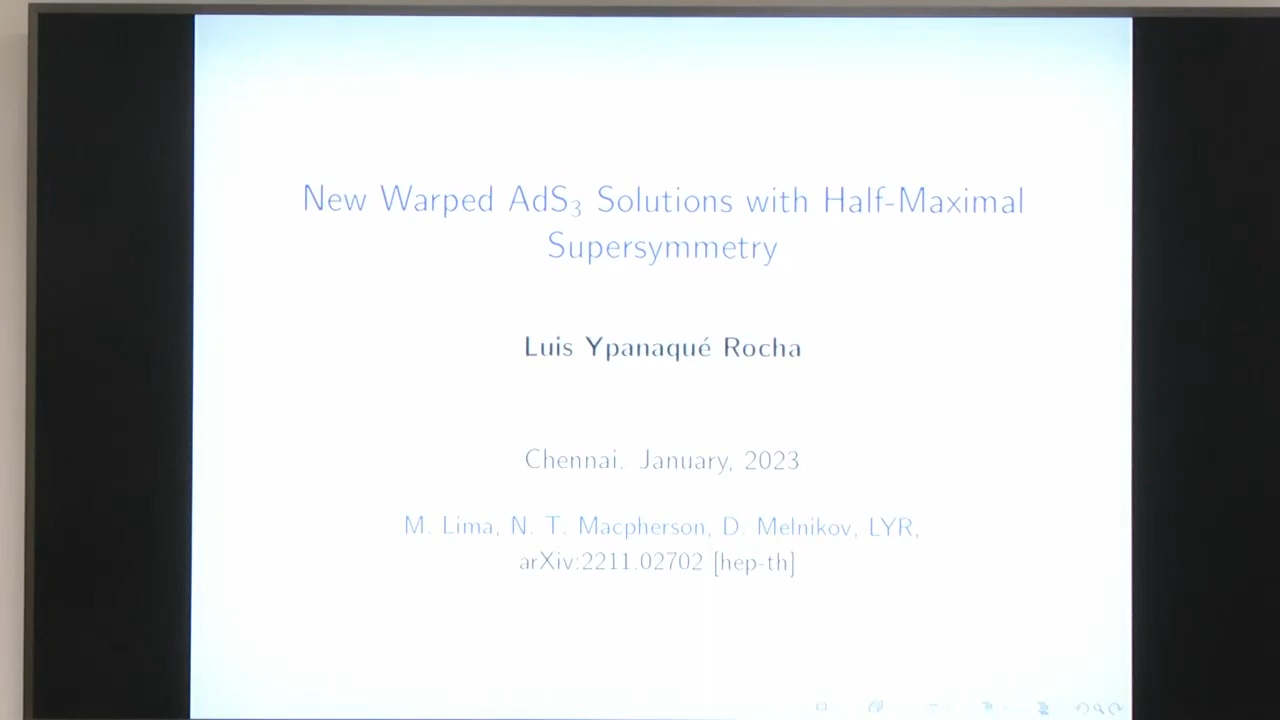 New Warped AdS₃ Solutions with Half-Maximal
Supersymmetry
Luis Ypanaqué Rocha
Chennai. January, 2023
M. Lima, N. T. Macpherson, D. Melnikov, LYR,
arXiv:2211.02702 [hep-th]